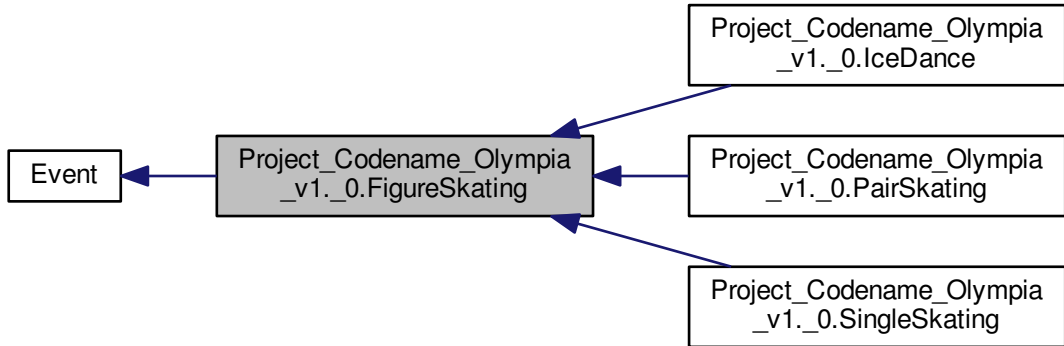 Event
Project_Codename_Olympia
_v1._0.FigureSkating
Project_Codename_Olympia
_v1._0.IceDance
Project_Codename_Olympia
_v1._0.PairSkating
Project_Codename_Olympia
_v1._0.SingleSkating